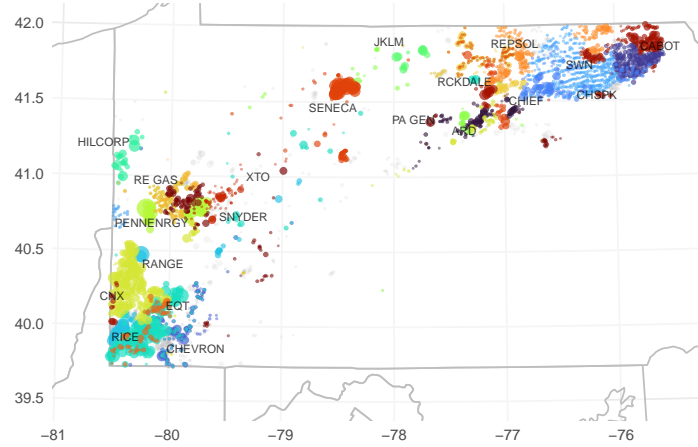 42.0
JKLM
REPSOL
CABOT
SWN
RCKDALE
41.5
CHSPK
CHIEF
SENECA
PA GEN
ARD
HILCORP
41.0
RE GAS
XTO
SNYDER
PENNENRGY
40.5
RANGE
CNX
EQT
40.0
RICE
CHEVRON
39.5
−81
−80
−79
−78
−77
−76